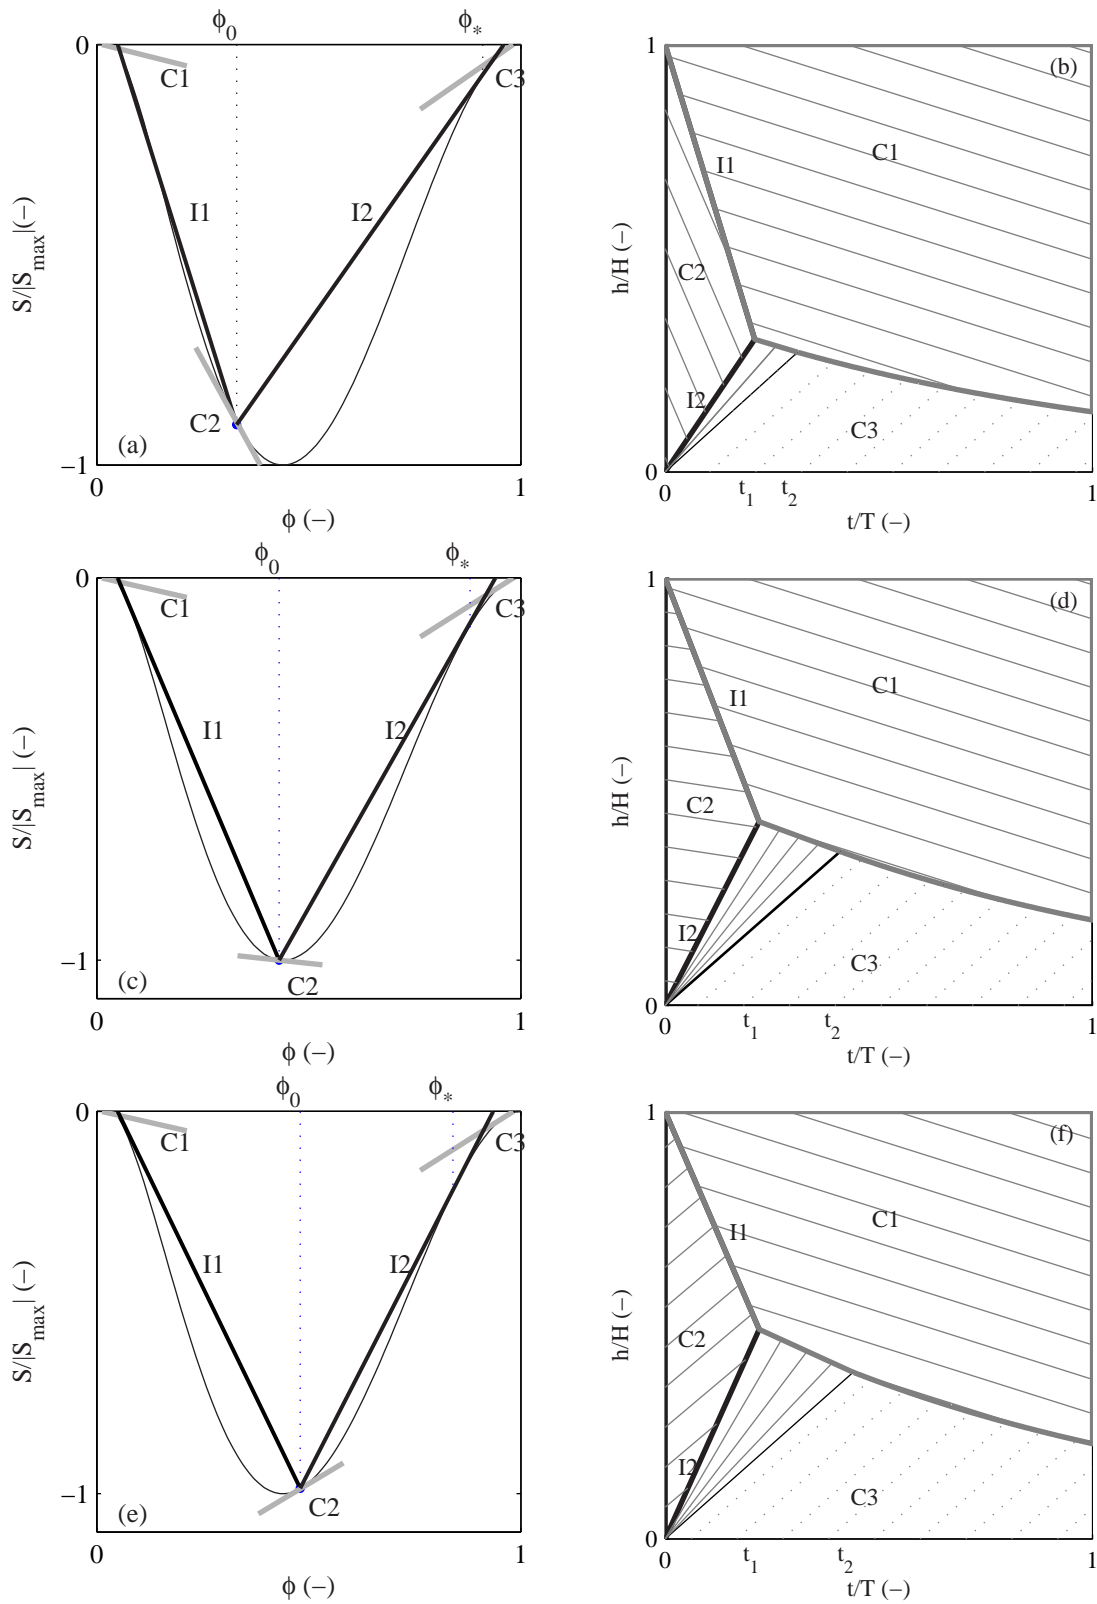 ϕ0 ϕ*
0
C1 C3
I1 I2
S/|Smax|(−)
C2
(a)
−1
0 1
ϕ (−)
1
(b)
C1
I1
h/H (−)
C2
I2
C3
0
0 t1 t2 1
t/T (−)
ϕ0 ϕ*
0
C1 C3
I1 I2
S/|Smax| (−)
−1
(c) C2
0 1
ϕ (−)
1
(d)
C1
I1
h/H (−)
C2
I2
C3
0
0 t1 t2 1
t/T (−)
ϕ0 ϕ*
0
C1 C3
I1 I2
S/|Smax| (−)
−1
(e) C2
0 1
ϕ (−)
1
(f)
C1
I1
h/H (−)
C2
I2
C3
0
0 t1 t2 1
t/T (−)